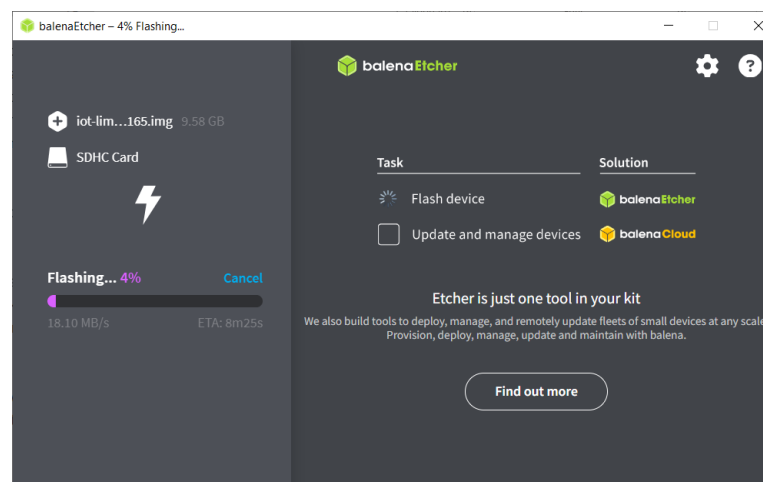 balenaEtcher – 4% Flashing...
balenaEtcher
?
iot-lim...165.img 9.58 GB
SDHC Card
Flashing... 4% Cancel
18.10 MB/s ETA: 8m25s
Task Solution
Flash device balenaEtcher
Update and manage devices balenaCloud
Etcher is just one tool in your kit
We also build tools to deploy, manage, and remotely update fleets of small devices at any scale
Provision, deploy, manage, update and maintain with balena.
Find out more